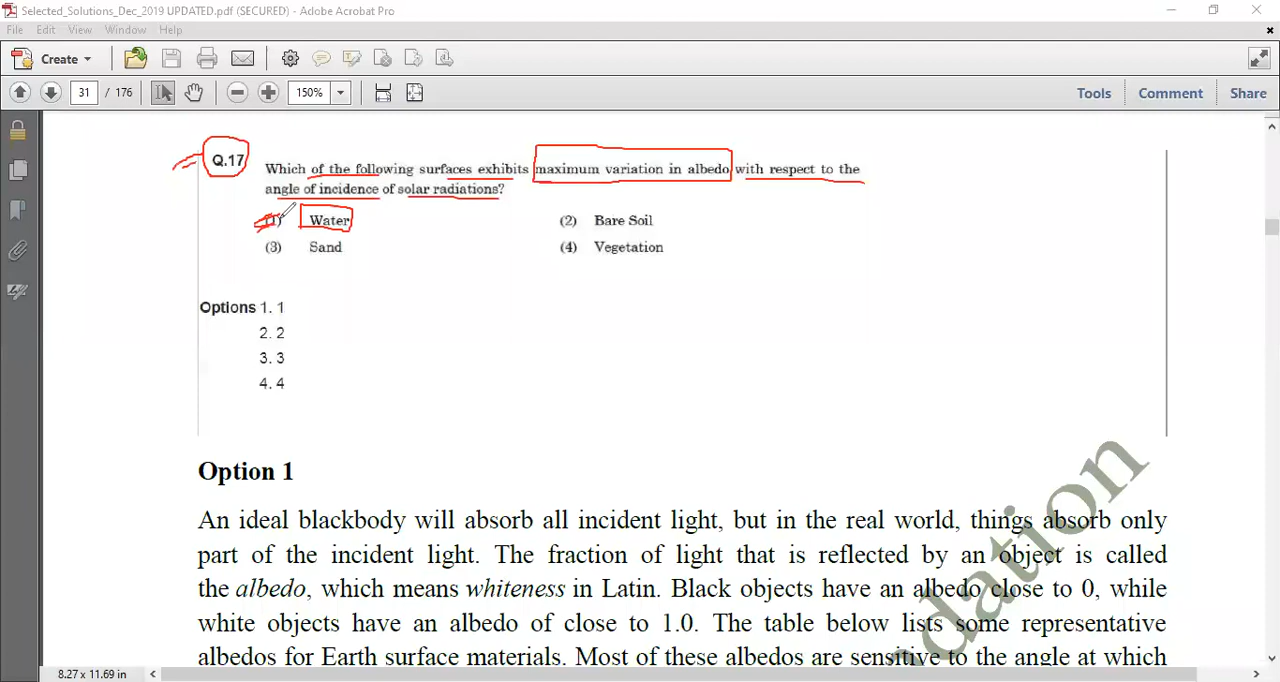 Selected_Solutions_Dec_2019 UPDATED.pdf (SECURED) - Adobe Acrobat Pro
File Edit View Window Help
Create
31 / 176 150% Tools Comment Share
Q.17 Which of the following surfaces exhibits maximum variation in albedo with respect to the
angle of incidence of solar radiations?
(1) Water (2) Bare Soil
(3) Sand (4) Vegetation
Options 1. 1
2. 2
3. 3
4. 4
Option 1
An ideal blackbody will absorb all incident light, but in the real world, things absorb only
part of the incident light. The fraction of light that is reflected by an object is called
the albedo, which means whiteness in Latin. Black objects have an albedo close to 0, while
white objects have an albedo of close to 1.0. The table below lists some representative
albedos for Earth surface materials. Most of these albedos are sensitive to the angle at which
8.27 x 11.69 in